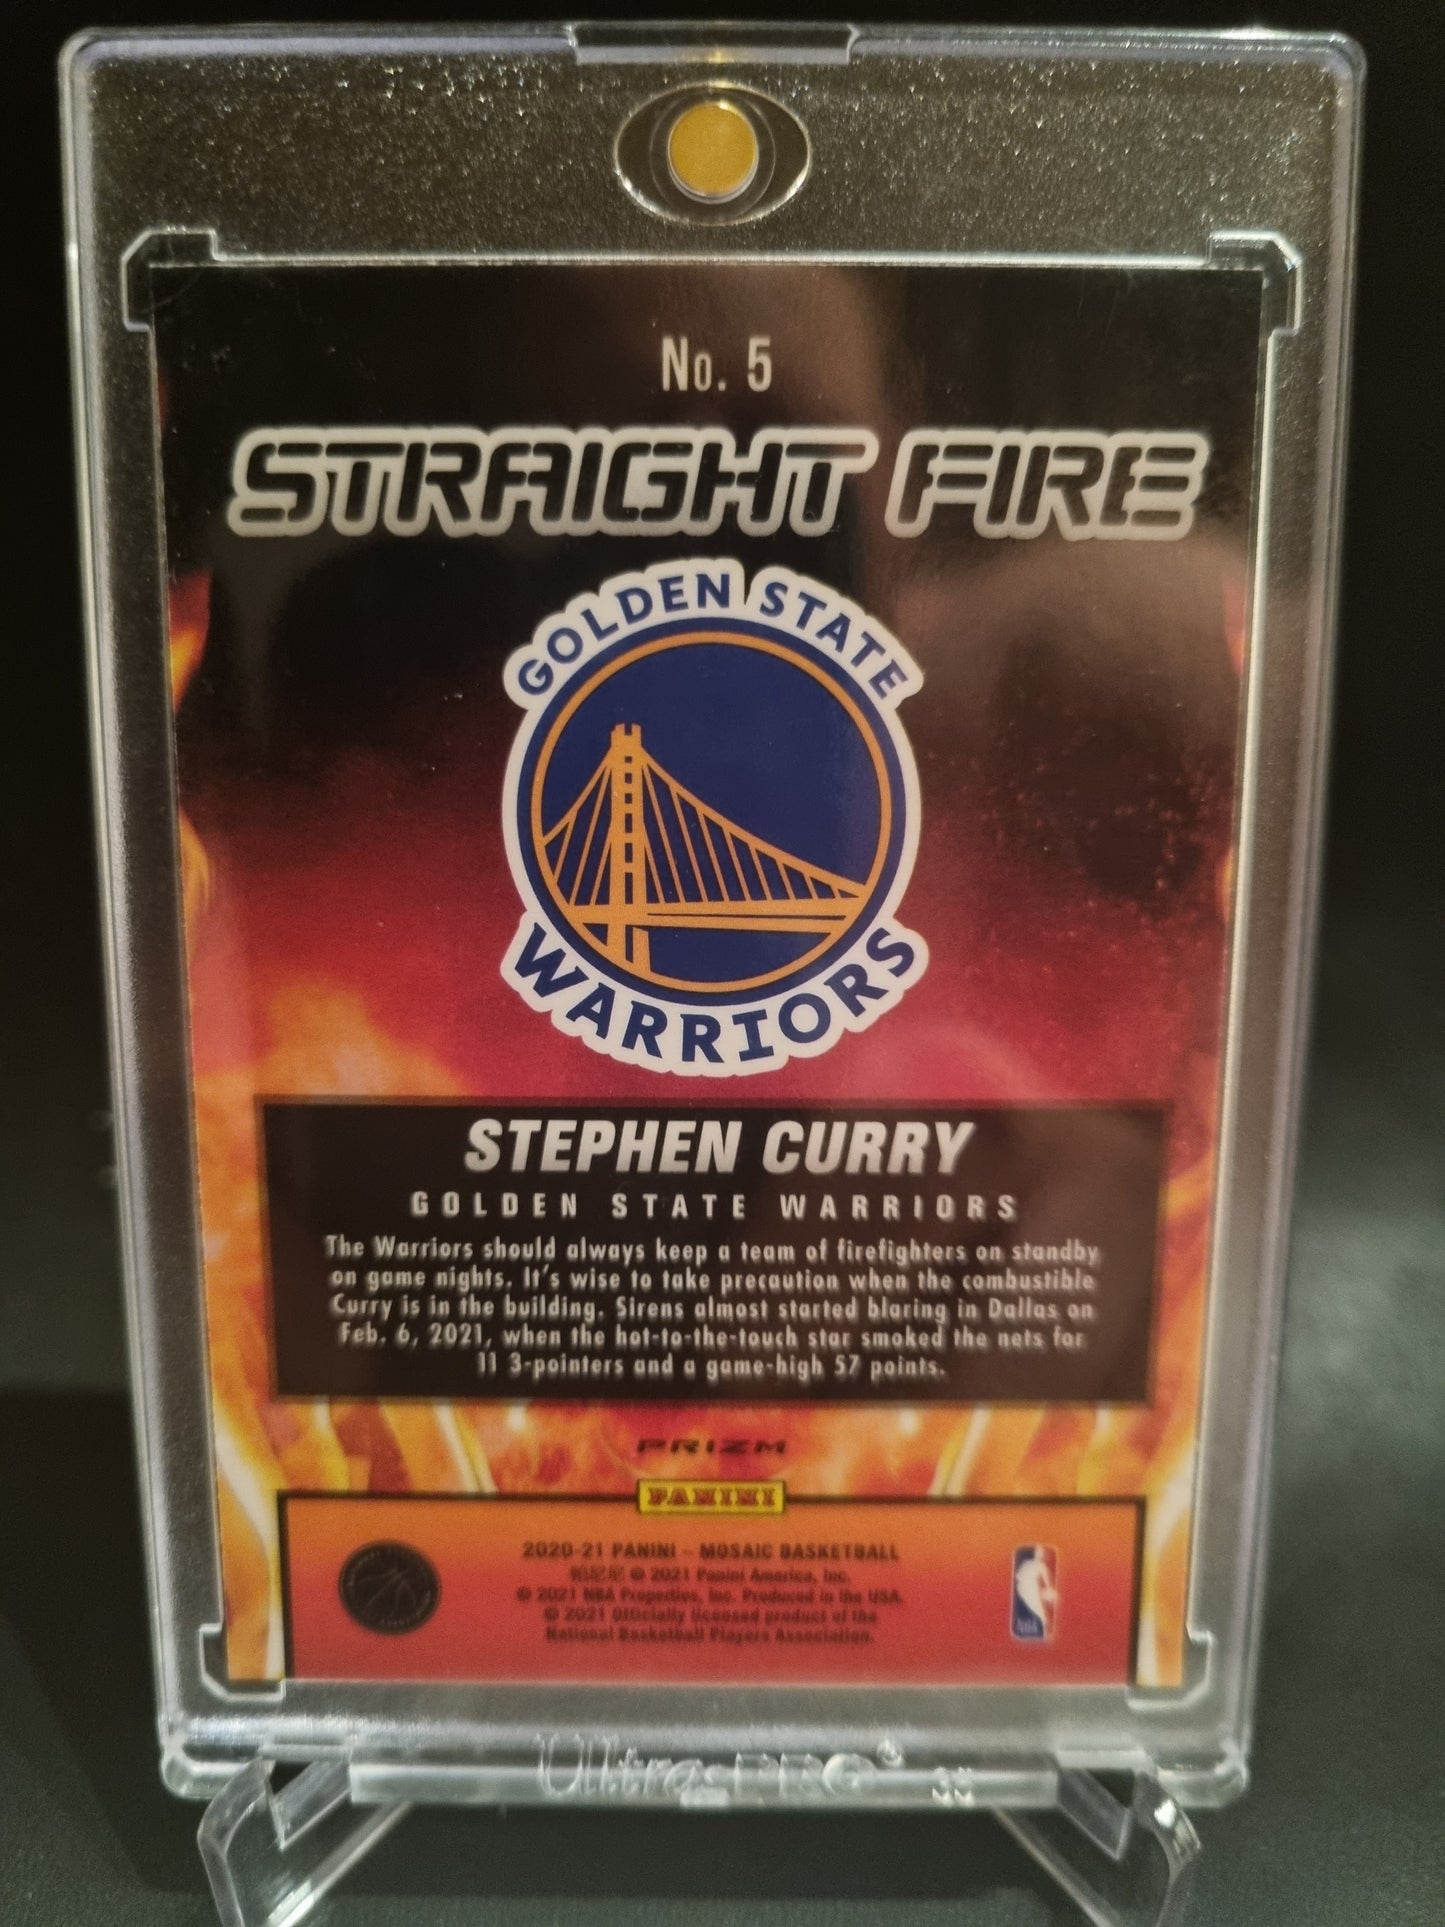 No. 5
STRAIGHT FIRE
GOLDEN STATE
WARRIORS
STEPHEN CURRY
GOLDEN STATE WARRIORS
The Warriors should always keep a team of firefighters on standby
on game nights. It's wise to take precaution when the combustible
Curry is in the building. Sirens almost started blaring in Dallas on
Feb. 6, 2021, when the hot-to-the-touch star smoked the nets for
11 3-pointers and a game-high 57 points.
PRIZM
PANINI
2020-21 PANINI – MOSAIC BASKETBALL
© 2021 Panini America, Inc.
© 2021 NBA Properties, Inc. Produced in the USA.
© 2021 Officially licensed product of the
National Basketball Players Association.
NBA
Ultra·PRO® 35